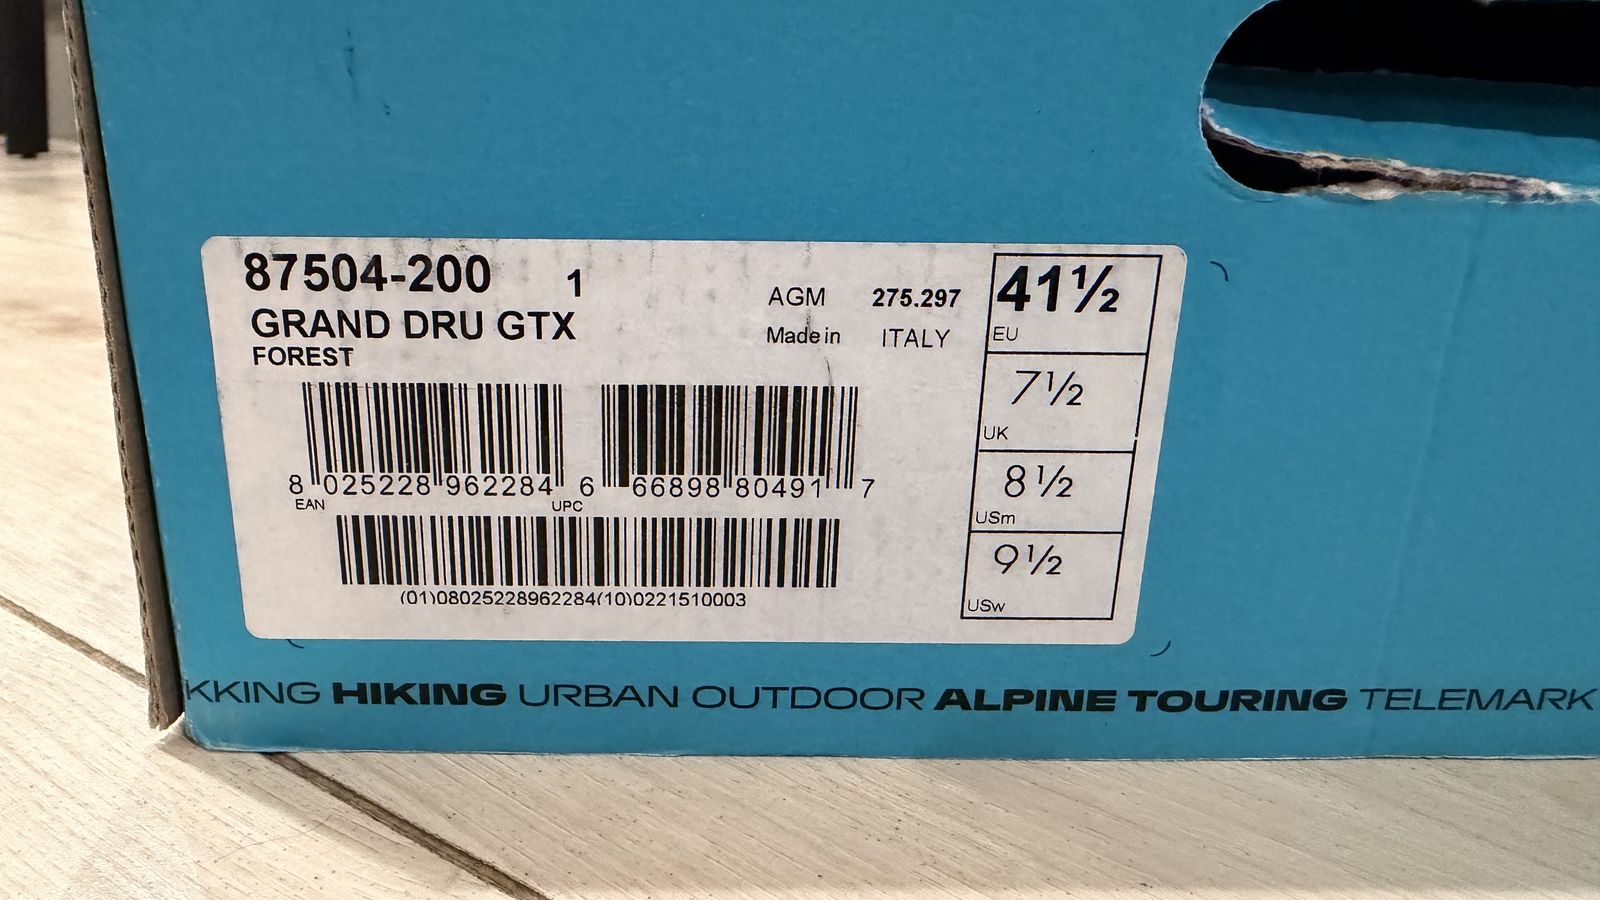 87504-200 1
GRAND DRU GTX
FOREST
AGM 275.297
Made in ITALY
41½
EU
7½
UK
8½
USm
9½
USw
8 025228 962284
EAN
6 66898 80491 7
UPC
(01)08025228962284(10)0221510003
KKING HIKING URBAN OUTDOOR ALPINE TOURING TELEMARK